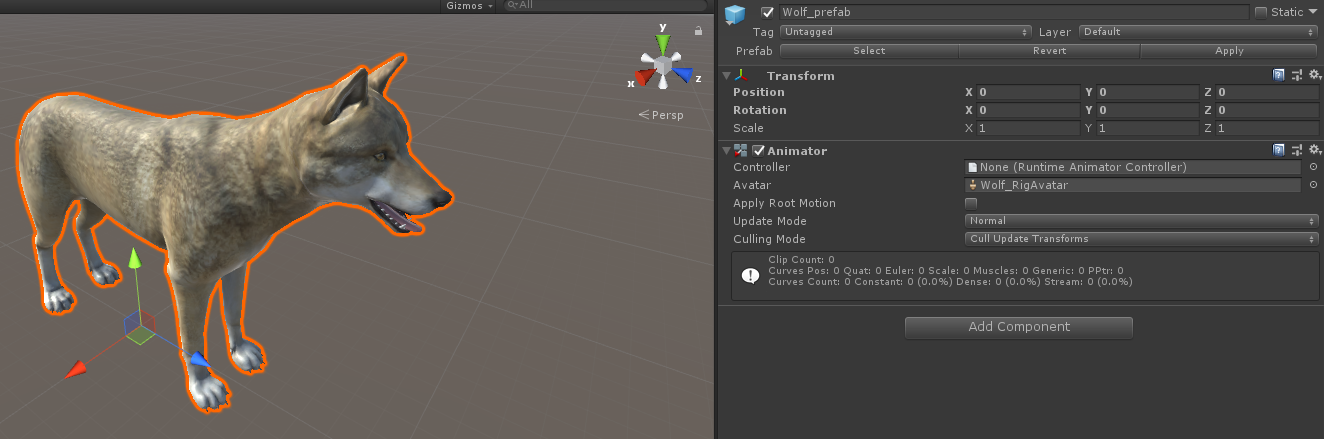 Gizmos All
y
x
z
Persp
Wolf_prefab Static
Tag Untagged Layer Default
Prefab Select Revert Apply
Transform
Position X 0 Y 0 Z 0
Rotation X 0 Y 0 Z 0
Scale X 1 Y 1 Z 1
Animator
Controller None (Runtime Animator Controller)
Avatar Wolf_RigAvatar
Apply Root Motion
Update Mode Normal
Culling Mode Cull Update Transforms
Clip Count: 0
Curves Pos: 0 Quat: 0 Euler: 0 Scale: 0 Muscles: 0 Generic: 0 PPtr: 0
Curves Count: 0 Constant: 0 (0.0%) Dense: 0 (0.0%) Stream: 0 (0.0%)
Add Component